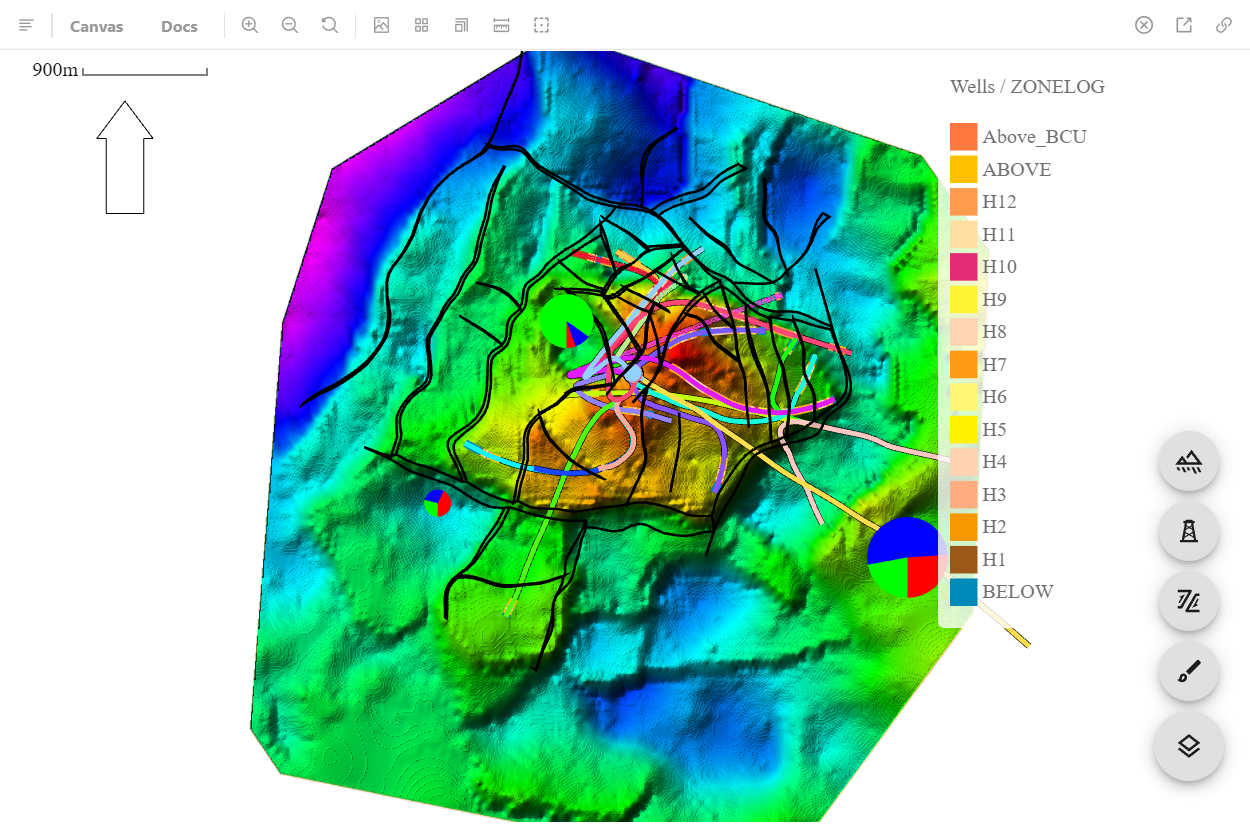 Canvas Docs
900m
Wells / ZONELOG
Above_BCU
ABOVE
H12
H11
H10
H9
H8
H7
H6
H5
H4
H3
H2
H1
BELOW